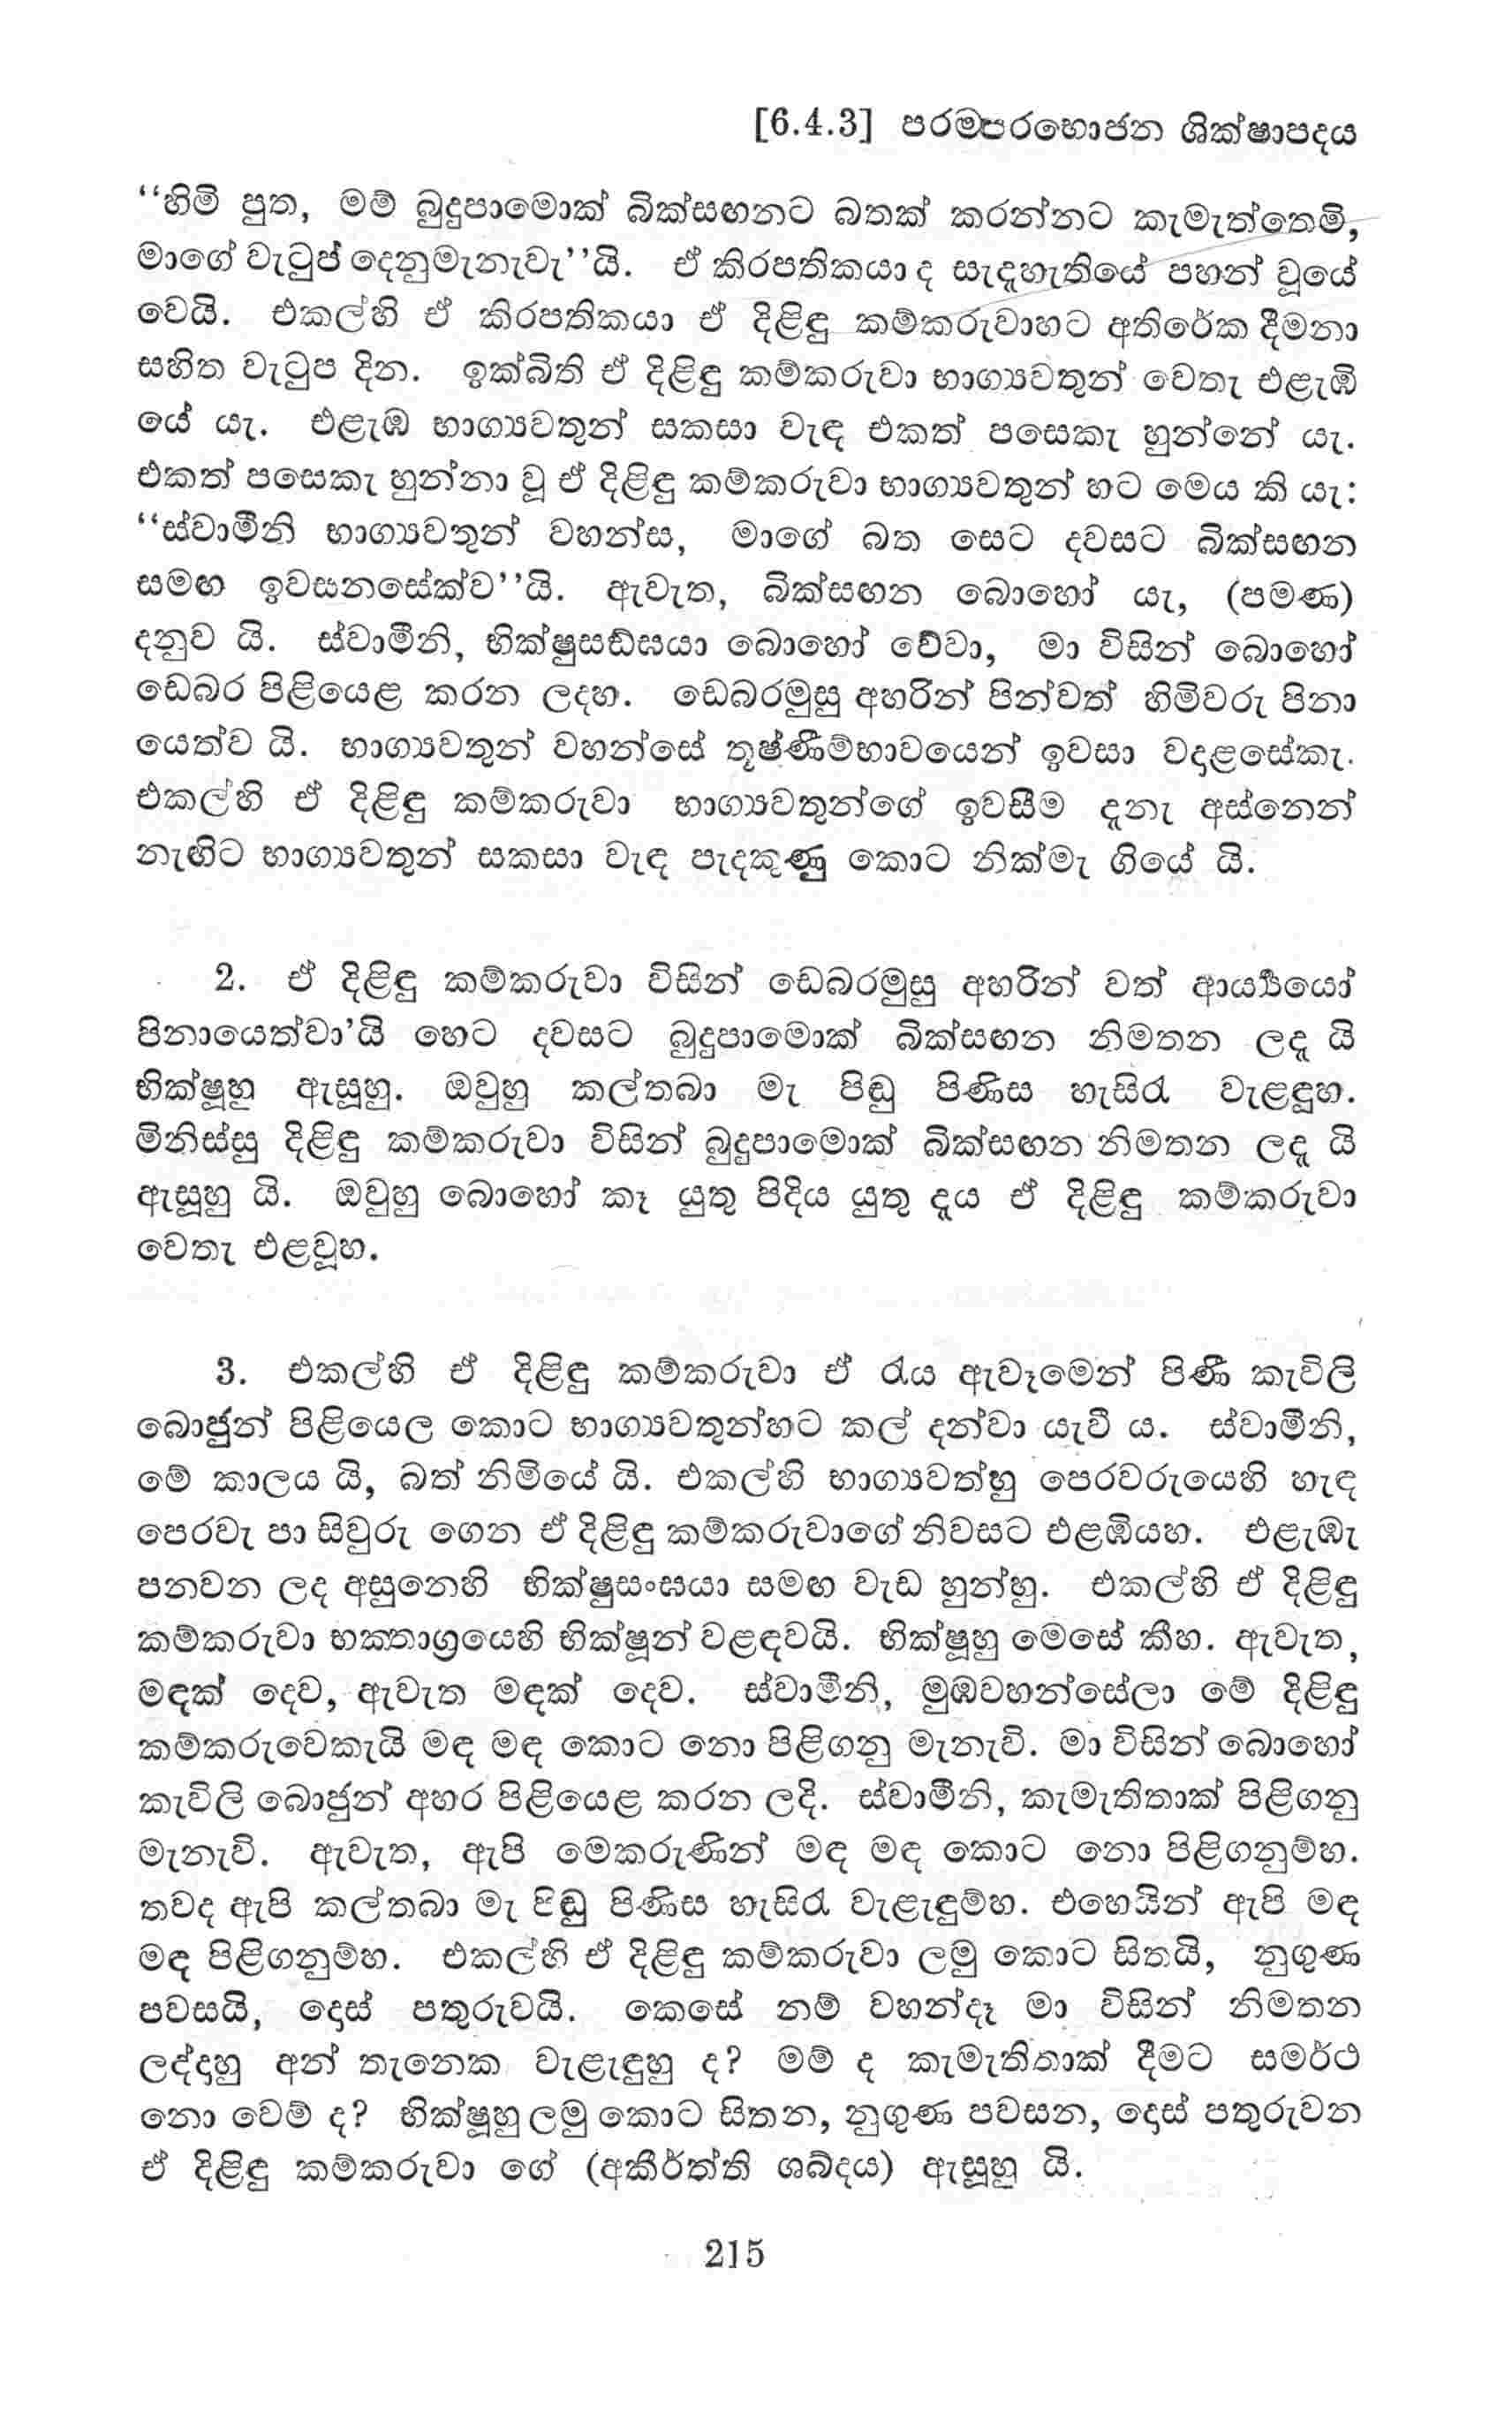 [6.4.3] පරම්පරභොජන ශික්ෂාපදය
“හිමි පුත, මම් බුදුපාමොක් බික්සඟනට බතක් කරන්නට කැමැත්තෙමි,
මාගේ වැටුප් දෙනුමැනැවැ”යි. ඒ කිරපතිකයා ද සැදෑහැතියේ පහන් වූයේ
වෙයි. එකල්හි ඒ කිරපතිකයා ඒ දිළිඳු කම්කරුවාහට අතිරේක දීමනා
සහිත වැටුප දින. ඉක්බිති ඒ දිළිඳු කම්කරුවා භාග්‍යවතුන් වෙතැ එළැඹි
යේ යැ. එළැඹ භාග්‍යවතුන් සකසා වැඳ එකත් පසෙකැ හුන්නේ යැ.
එකත් පසෙකැ හුන්නා වූ ඒ දිළිඳු කම්කරුවා භාග්‍යවතුන් හට මෙය කි යැ:
“ස්වාමීනි භාග්‍යවතුන් වහන්ස, මාගේ බත සෙට දවසට බික්සඟන
සමඟ ඉවසනසේක්ව”යි. ඇවැත, බික්සඟන බොහෝ යැ, (පමණ)
දනුව යි. ස්වාමීනි, භික්ෂුසඩ්ඝයා බොහෝ වේවා, මා විසින් බොහෝ
ඩෙබර පිළියෙළ කරන ලදහ. ඩෙබරමුසු අහරින් පින්වත් හිමිවරු පිනා
යෙත්ව යි. භාග්‍යවතුන් වහන්සේ තූෂ්ණීම්භාවයෙන් ඉවසා වදළසේකැ.
එකල්හි ඒ දිළිඳු කම්කරුවා භාග්‍යවතුන්ගේ ඉවසීම දැනැ අස්නෙන්
නැඟිට භාග්‍යවතුන් සකසා වැඳ පැදකුණු කොට නික්මැ ගියේ යි.
2. ඒ දිළිඳු කම්කරුවා විසින් ඩෙබරමුසු අහරින් වත් ආර්‍ය්‍යයෝ
පිනායෙත්වා’යි හෙට දවසට බුදුපාමොක් බික්සඟන නිමතන ලදූ යි
භික්ෂූහු ඇසූහු. ඔවුහු කල්තබා මැ පිඬු පිණිස හැසිරැ වැළඳූහ.
මිනිස්සු දිළිඳු කම්කරුවා විසින් බුදුපාමොක් බික්සඟන නිමතන ලදූ යි
ඇසූහු යි. ඔවුහු බොහෝ කෑ යුතු පිදිය යුතු දැය ඒ දිළිඳු කම්කරුවා
වෙතැ එළවූහ.
3. එකල්හි ඒ දිළිඳු කම්කරුවා ඒ රැය ඇවෑමෙන් පිණී කැවිලි
බොජුන් පිළියෙල කොට භාග්‍යවතුන්හට කල් දන්වා යැවී ය. ස්වාමීනි,
මේ කාලය යි, බත් නිමියේ යි. එකල්හි භාග්‍යවත්හු පෙරවරුයෙහි හැඳ
පෙරවැ පා සිවුරු ගෙන ඒ දිළිඳු කම්කරුවාගේ නිවසට එළඹියහ. එළැඹැ
පනවන ලද අසුනෙහි භික්ෂුසංඝයා සමඟ වැඩ හුන්හු. එකල්හි ඒ දිළිඳු
කම්කරුවා භක්තාග්‍රයෙහි භික්ෂූන් වළඳවයි. භික්ෂූහු මෙසේ කීහ. ඇවැත,
මඳක් දෙව, ඇවැත මඳක් දෙව. ස්වාමීනි, මුඹවහන්සේලා මේ දිළිඳු
කම්කරුවෙකැයි මඳ මඳ කොට නො පිළිගනු මැනැවි. මා විසින් බොහෝ
කැවිලි බොජුන් අහර පිළියෙළ කරන ලදි. ස්වාමීනි, කැමැතිතාක් පිළිගනු
මැනැවි. ඇවැත, ඇපි මෙකරුණින් මඳ මඳ කොට නො පිළිගනුම්හ.
තවද ඇපි කල්තබා මැ පිඬු පිණිස හැසිරැ වැළැඳුම්හ. එහෙයින් ඇපි මඳ
මඳ පිළිගනුම්හ. එකල්හි ඒ දිළිඳු කම්කරුවා ලමු කොට සිතයි, නුගුණ
පවසයි, දොස් පතුරුවයි. කෙසේ නම් වහන්දෑ මා විසින් නිමතන
ලද්දාහු අන් තැනෙක වැළැඳුහු ද? මම් ද කැමැතිතාක් දීමට සමර්ථ
නො වෙම් ද? භික්ෂූහු ලමු කොට සිතන, නුගුණ පවසන, දොස් පතුරුවන
ඒ දිළිඳු කම්කරුවා ගේ (අකීර්ත්ති ශබ්දය) ඇසූහු යි.
215